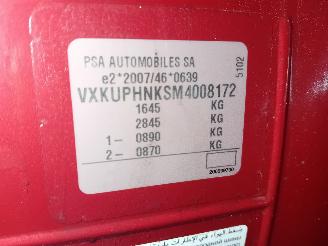 PSA AUTOMOBILES SA
e2*2007/46*0639
5102
VXKUPHNKSM4008172
1645 KG
2845 KG
1- 0890 KG
2- 0870 KG